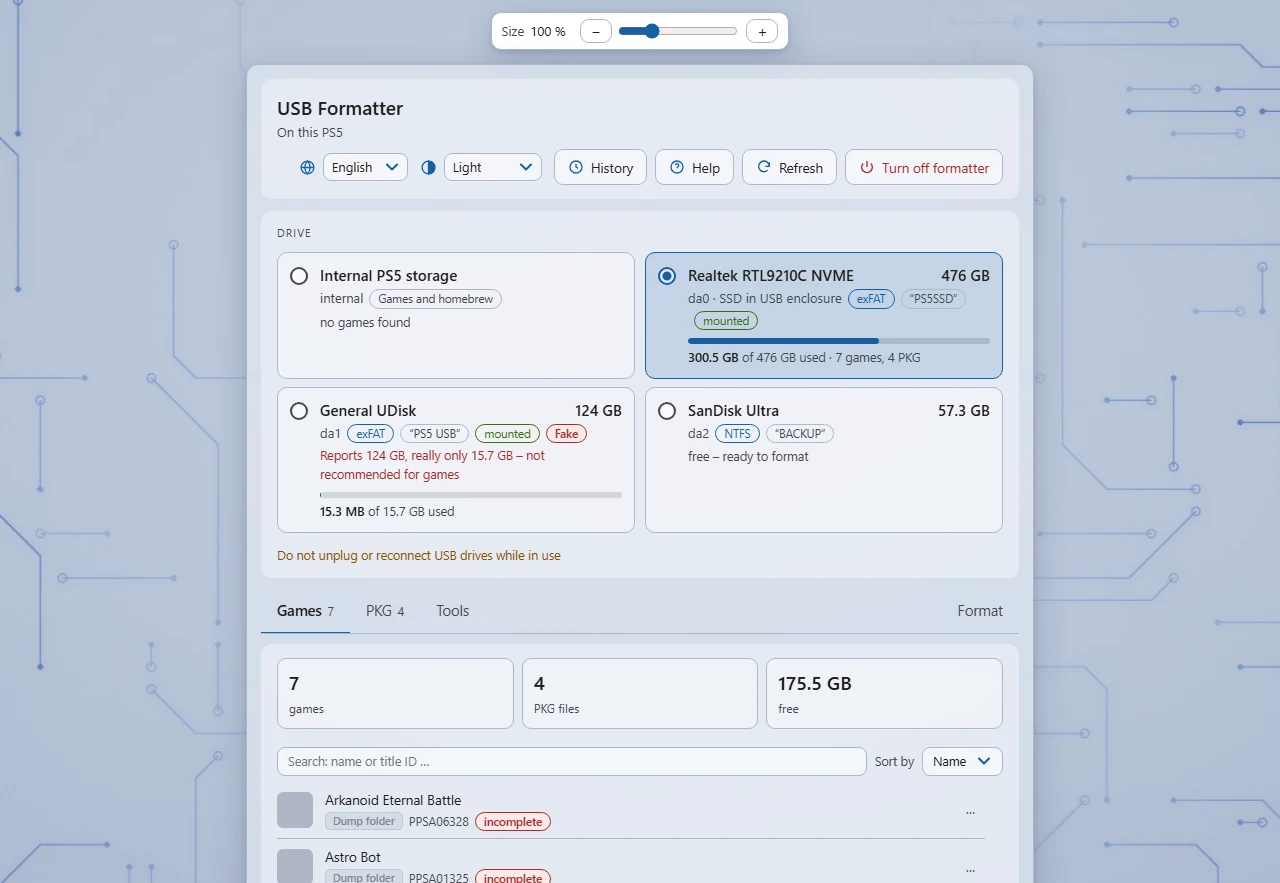 Size 100 % – +
USB Formatter
On this PS5
English Light History Help Refresh Turn off formatter
DRIVE
Internal PS5 storage
internal Games and homebrew
no games found
Realtek RTL9210C NVME 476 GB
da0 · SSD in USB enclosure exFAT “PS5SSD”
mounted
300.5 GB of 476 GB used · 7 games, 4 PKG
General UDisk 124 GB
da1 exFAT “PS5 USB” mounted Fake
Reports 124 GB, really only 15.7 GB – not
recommended for games
15.3 MB of 15.7 GB used
SanDisk Ultra 57.3 GB
da2 NTFS “BACKUP”
free – ready to format
Do not unplug or reconnect USB drives while in use
Games 7 PKG 4 Tools Format
7
games
4
PKG files
175.5 GB
free
Search: name or title ID ... Sort by Name
Arkanoid Eternal Battle
Dump folder PPSA06328 incomplete ...
Astro Bot
Dump folder PPSA01325 incomplete ...